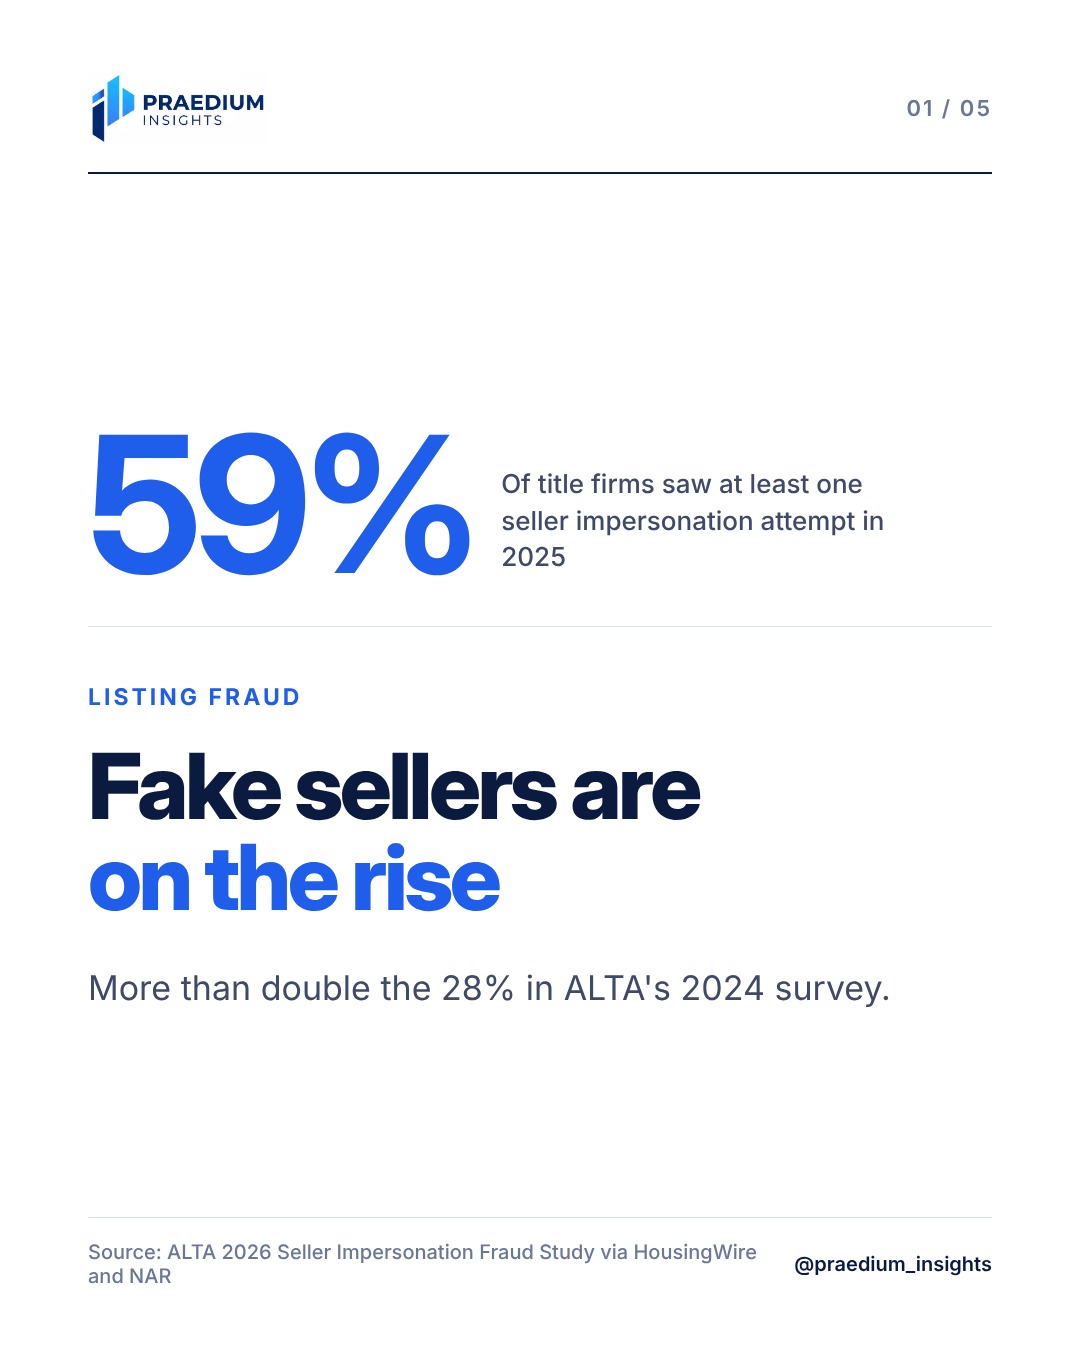 PRAEDIUM
INSIGHTS
01 / 05
59%
Of title firms saw at least one
seller impersonation attempt in
2025
LISTING FRAUD
Fake sellers are
on the rise
More than double the 28% in ALTA's 2024 survey.
Source: ALTA 2026 Seller Impersonation Fraud Study via HousingWire
and NAR
@praedium_insights